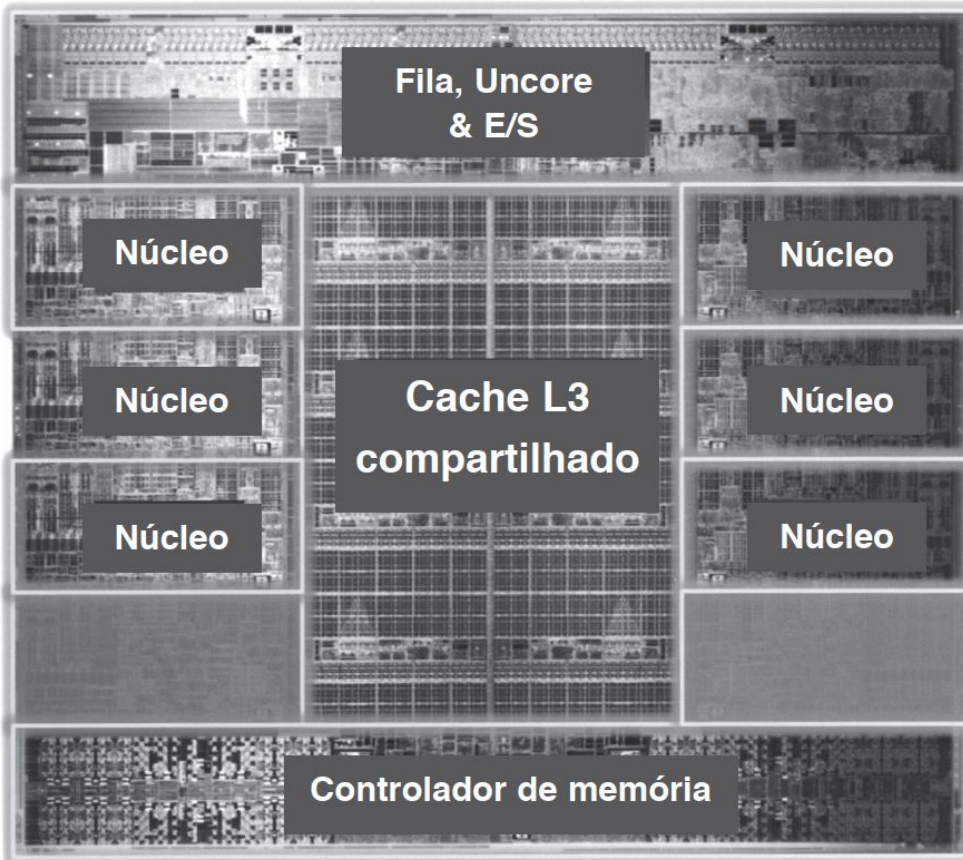 Fila, Uncore
& E/S
Núcleo
Núcleo
Núcleo
Núcleo
Cache L3
compartilhado
Núcleo
Núcleo
Controlador de memória